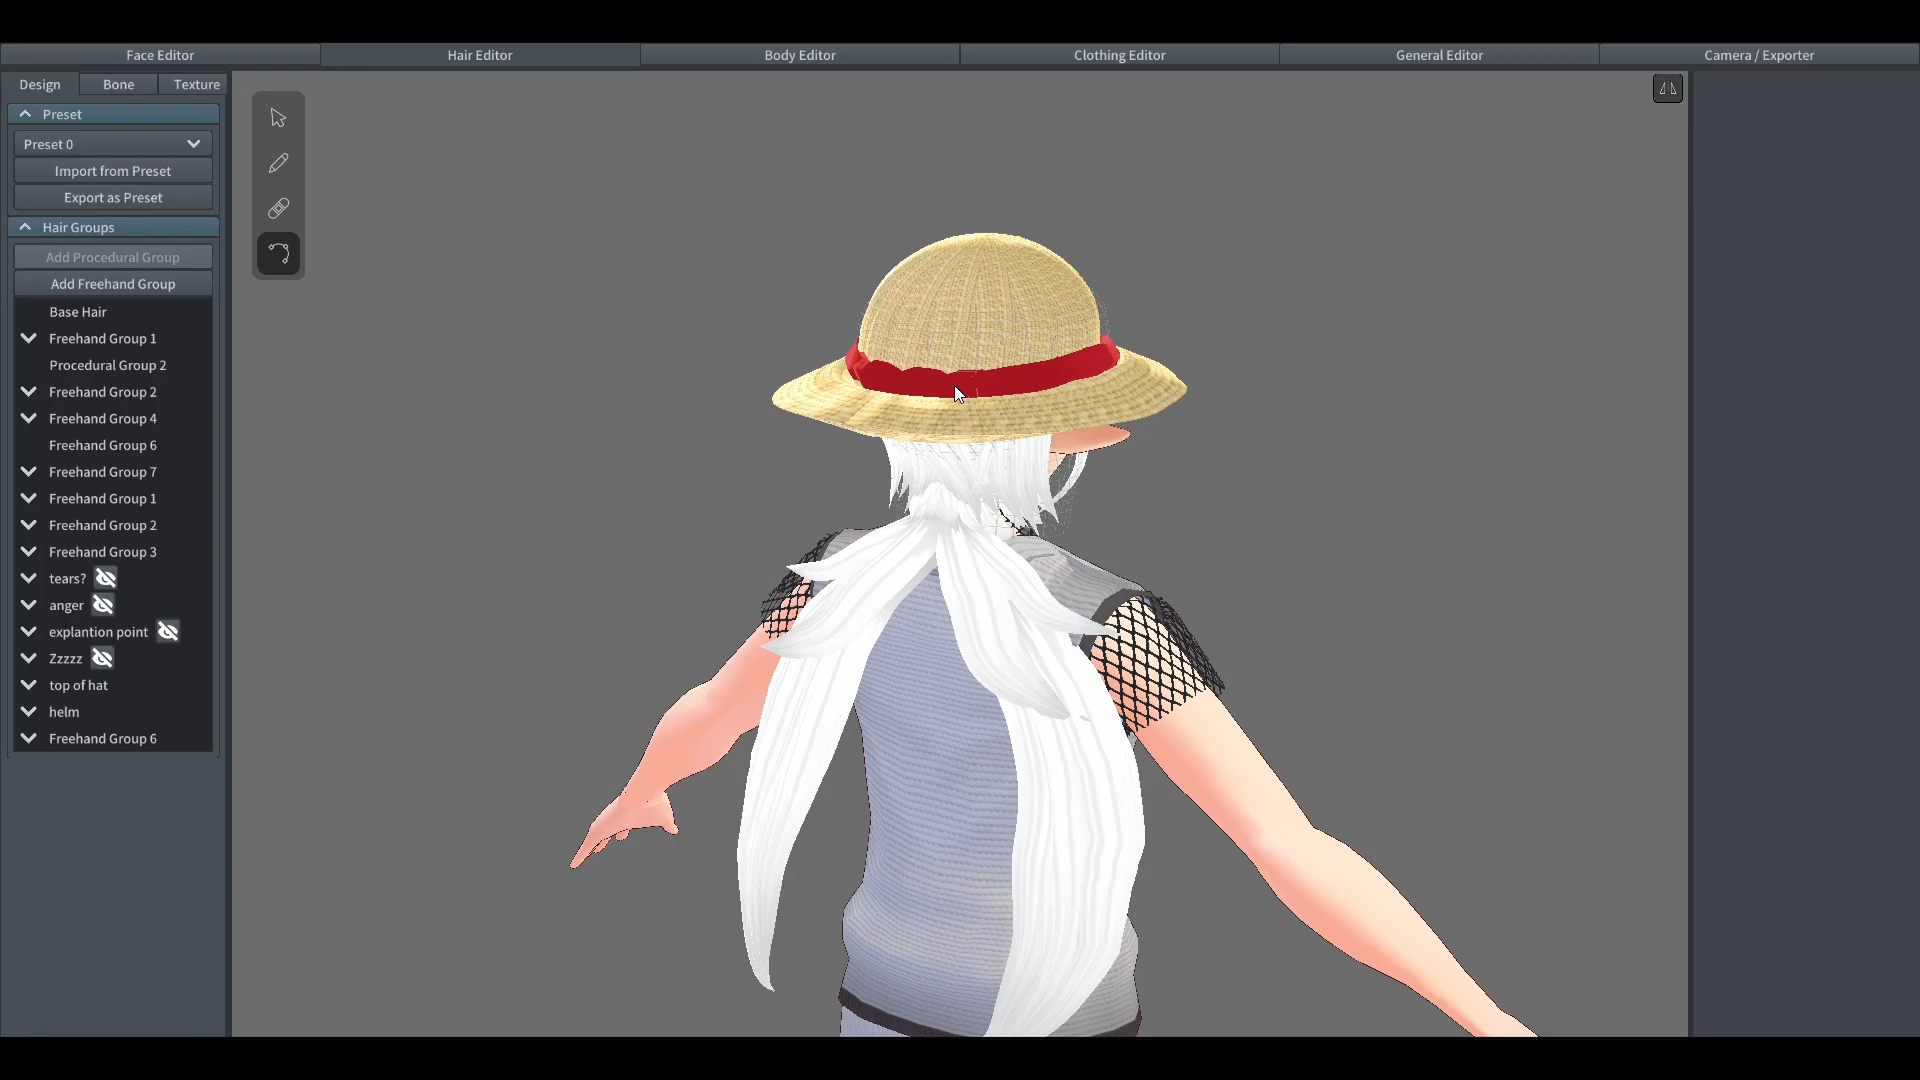 Face Editor
Hair Editor
Body Editor
Clothing Editor
General Editor
Camera / Exporter
Design
Bone
Texture
Preset
Preset 0
Import from Preset
Export as Preset
Hair Groups
Add Procedural Group
Add Freehand Group
Base Hair
Freehand Group 1
Procedural Group 2
Freehand Group 2
Freehand Group 4
Freehand Group 6
Freehand Group 7
Freehand Group 1
Freehand Group 2
Freehand Group 3
tears?
anger
explantion point
Zzzzz
top of hat
helm
Freehand Group 6